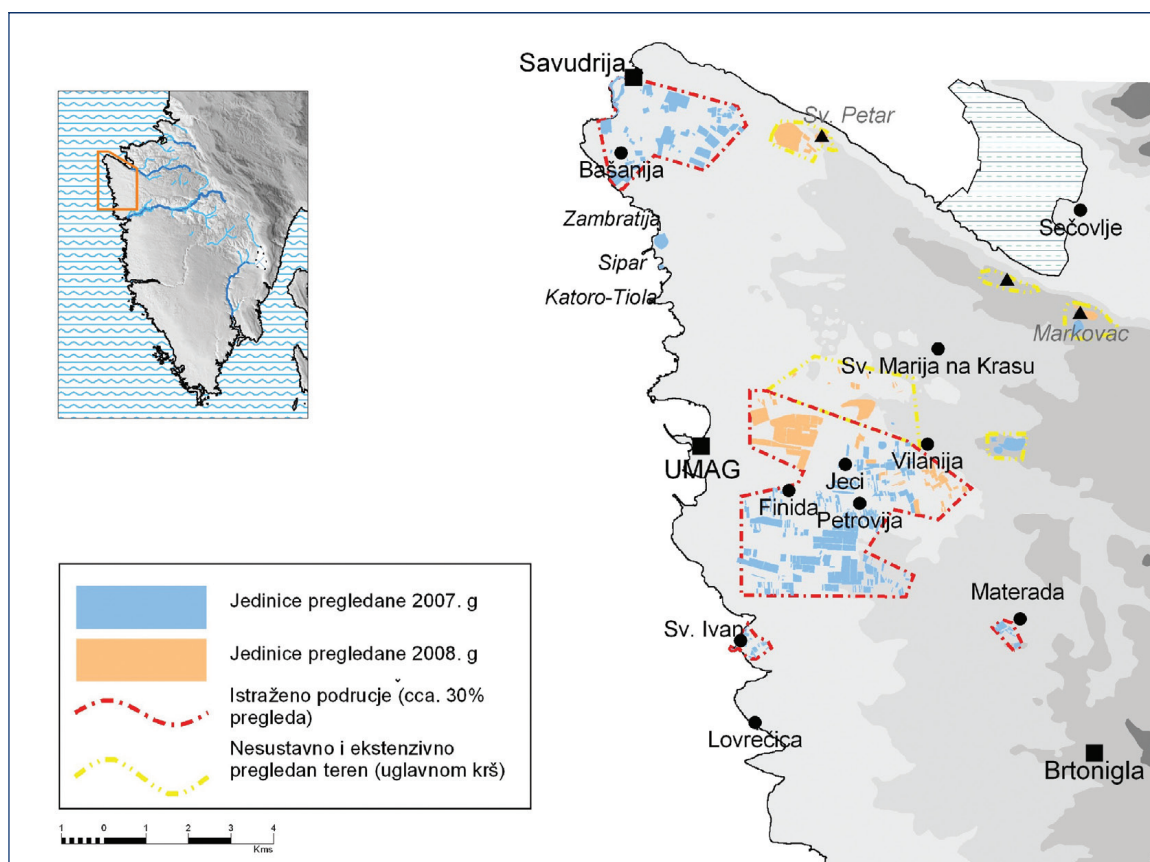 Savudrija
Sv. Petar
Basanija
Sečovlje
Zambratija
Sipar
Katoro-Tiola
Markovac
Sv. Marija na Krasu
UMAG
Vilanija
Jeci
Finida
Petrovija
Materada
Sv. Ivan
Lovrečica
Brtonigla
Jedinice pregledane 2007. g
Jedinice pregledane 2008. g
Istraženo područje (cca. 30%
pregleda)
Nesustavno i ekstenzivno
pregledan teren (uglavnom krš)
1 0 1 2 3 4
Kms